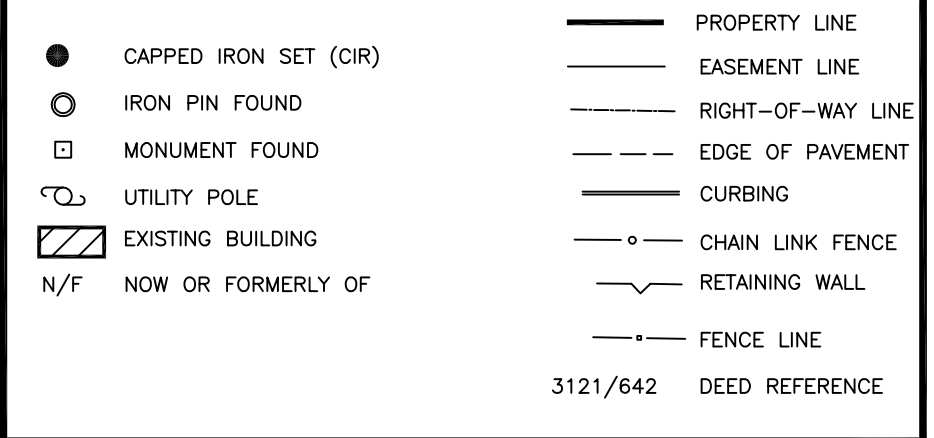 CAPPED IRON SET (CIR)
IRON PIN FOUND
MONUMENT FOUND
UTILITY POLE
EXISTING BUILDING
N/F NOW OR FORMERLY OF
PROPERTY LINE
EASEMENT LINE
RIGHT-OF-WAY LINE
EDGE OF PAVEMENT
CURBING
CHAIN LINK FENCE
RETAINING WALL
FENCE LINE
3121/642 DEED REFERENCE